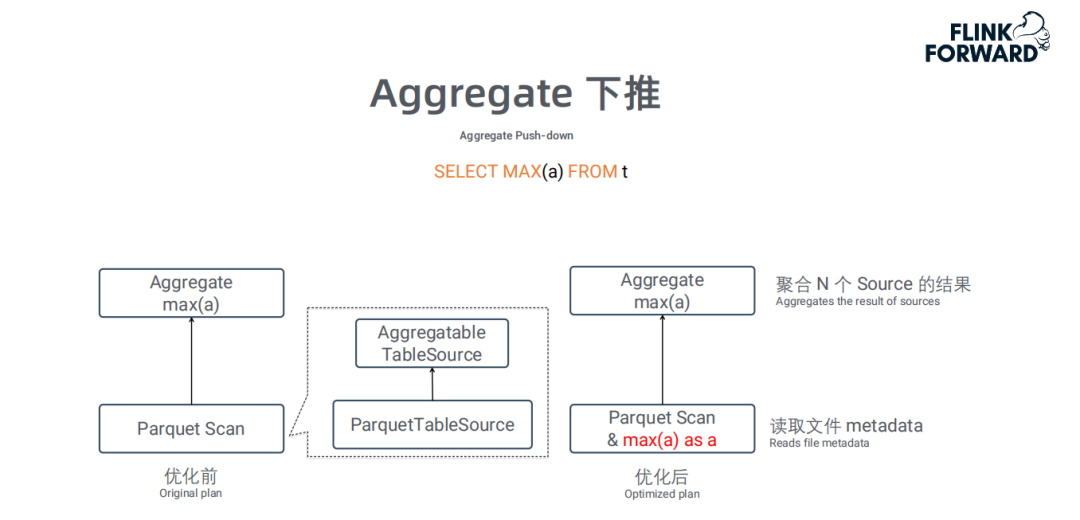 FLINK
FORWARD
Aggregate 下推
Aggregate Push-down
SELECT MAX(a) FROM t
Aggregate
max(a)
Parquet Scan
优化前
Original plan
Aggregatable
TableSource
ParquetTableSource
Aggregate
max(a)
聚合 N 个 Source 的结果
Aggregates the result of sources
Parquet Scan
& max(a) as a
读取文件 metadata
Reads file metadata
优化后
Optimized plan